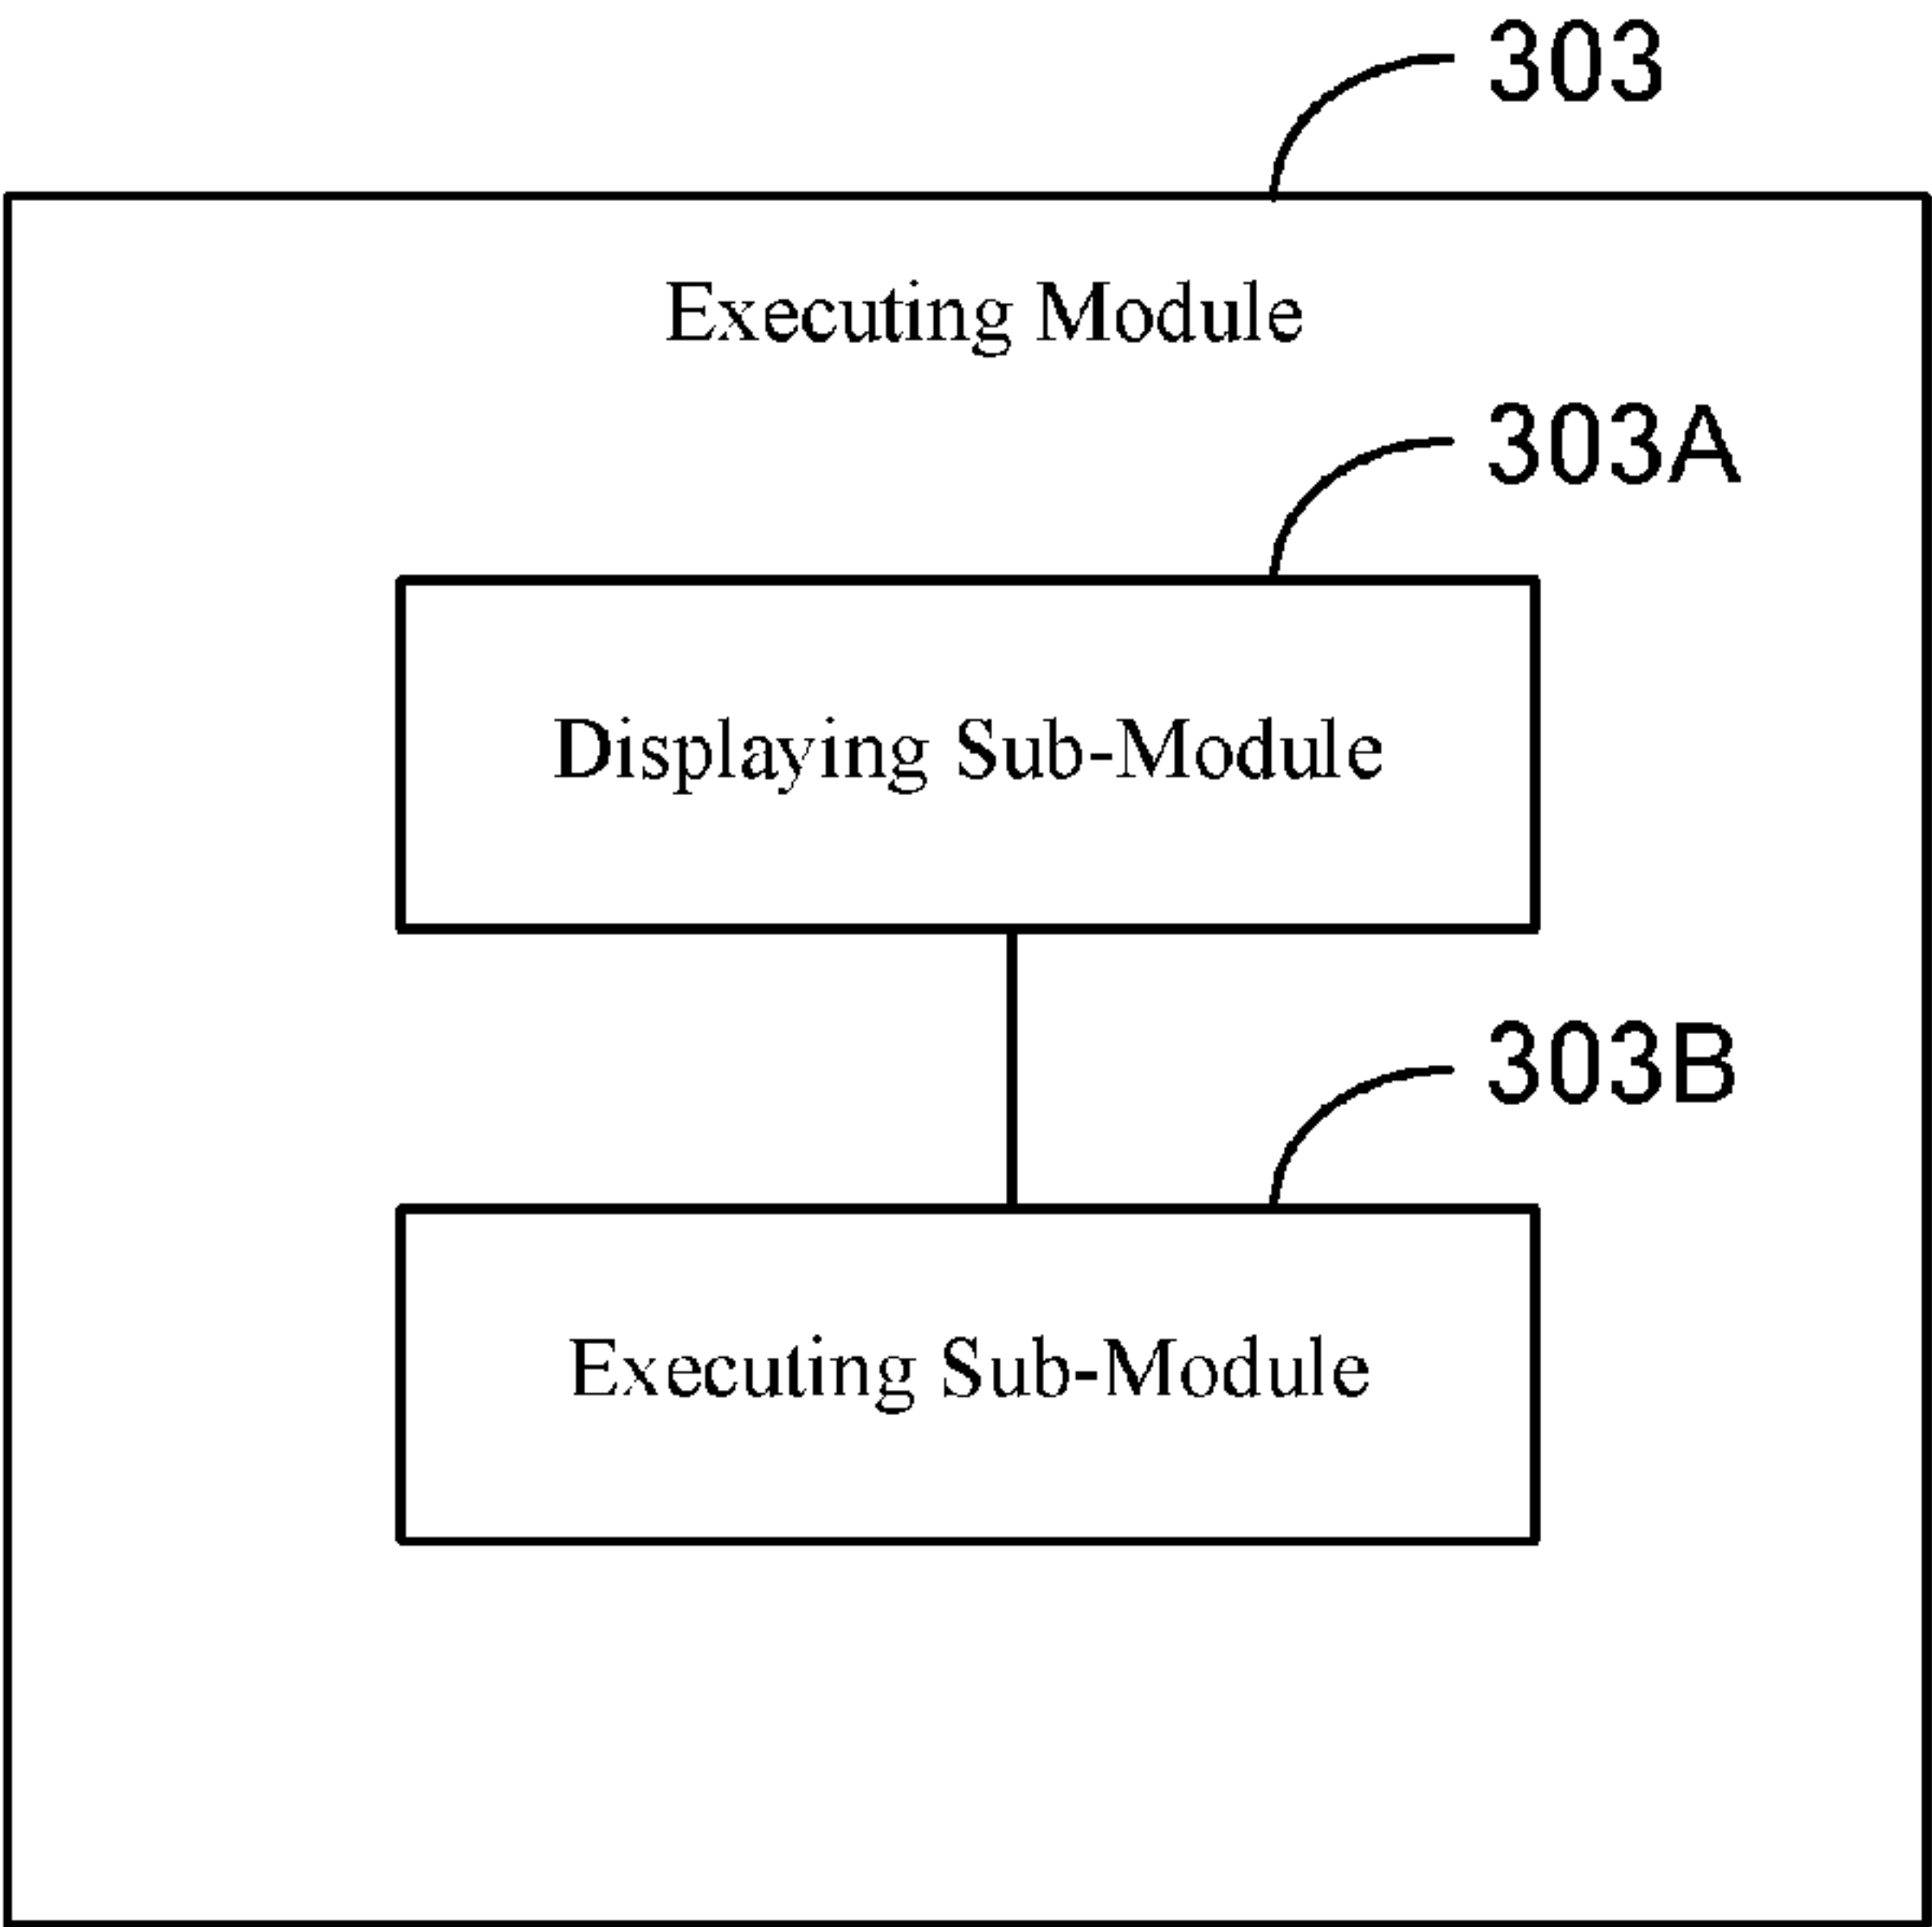 303
Executing Module
303A
Displaying Sub-Module
303B
Executing Sub-Module